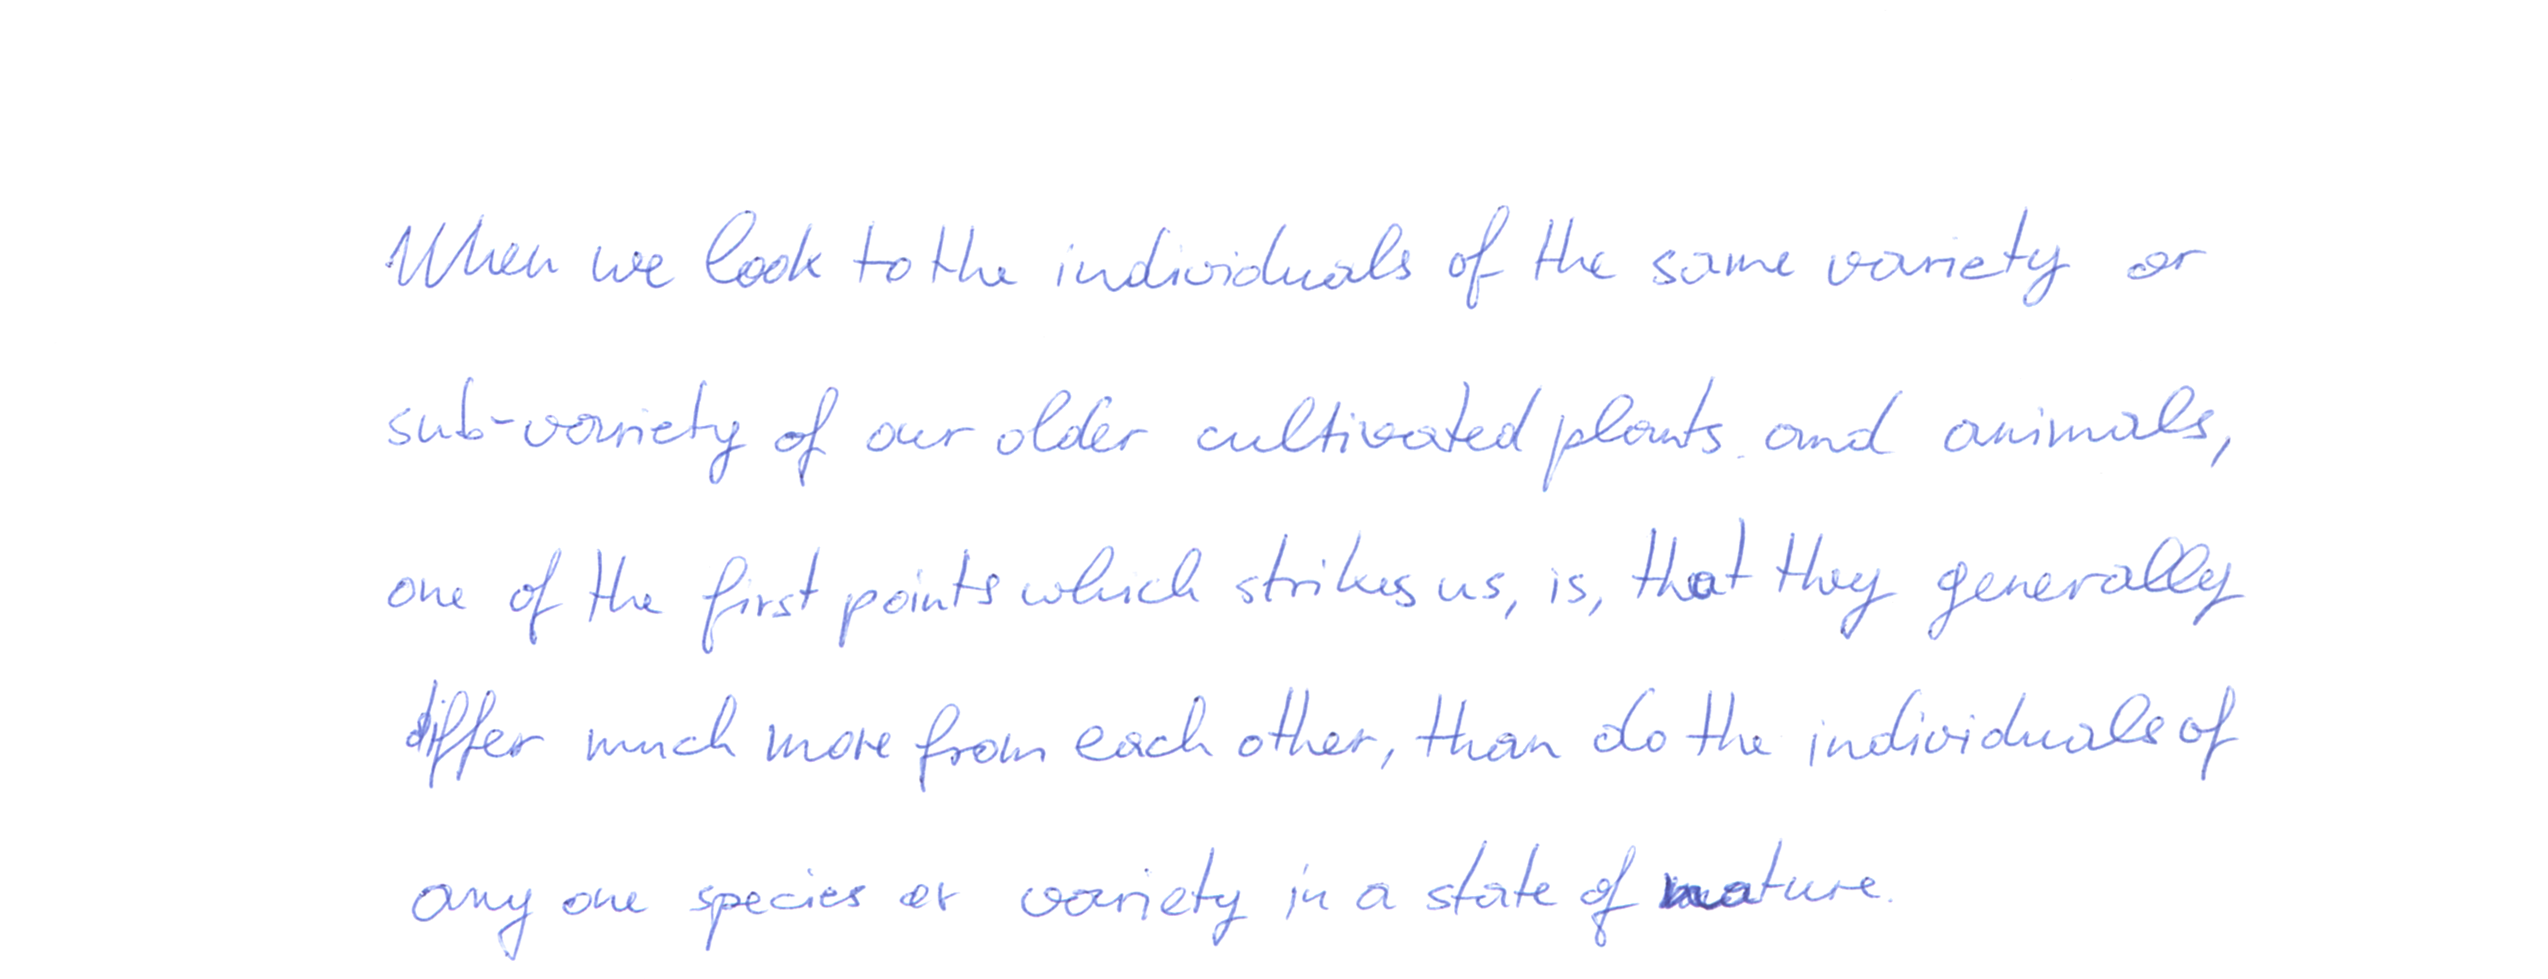 When we look to the individuals of the same variety or
sub-variety of our older cultivated plants and animals,
one of the first points which strikes us, is, that they generally
differ much more from each other, than do the individuals of
any one species or variety in a state of nature.